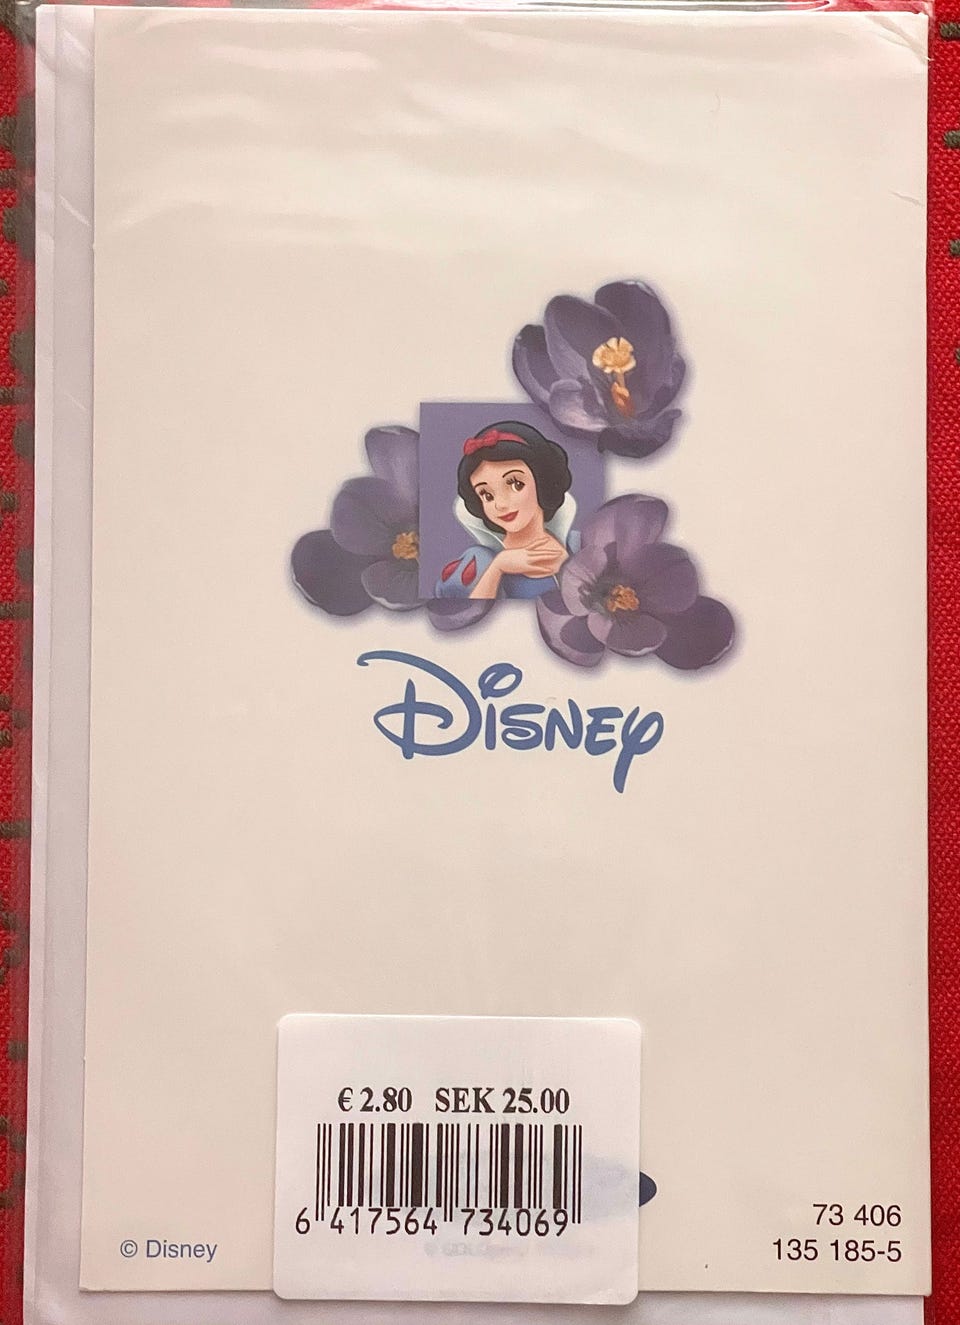 Disney
€ 2.80 SEK 25.00
6 417564 734069
73 406
135 185-5
© Disney